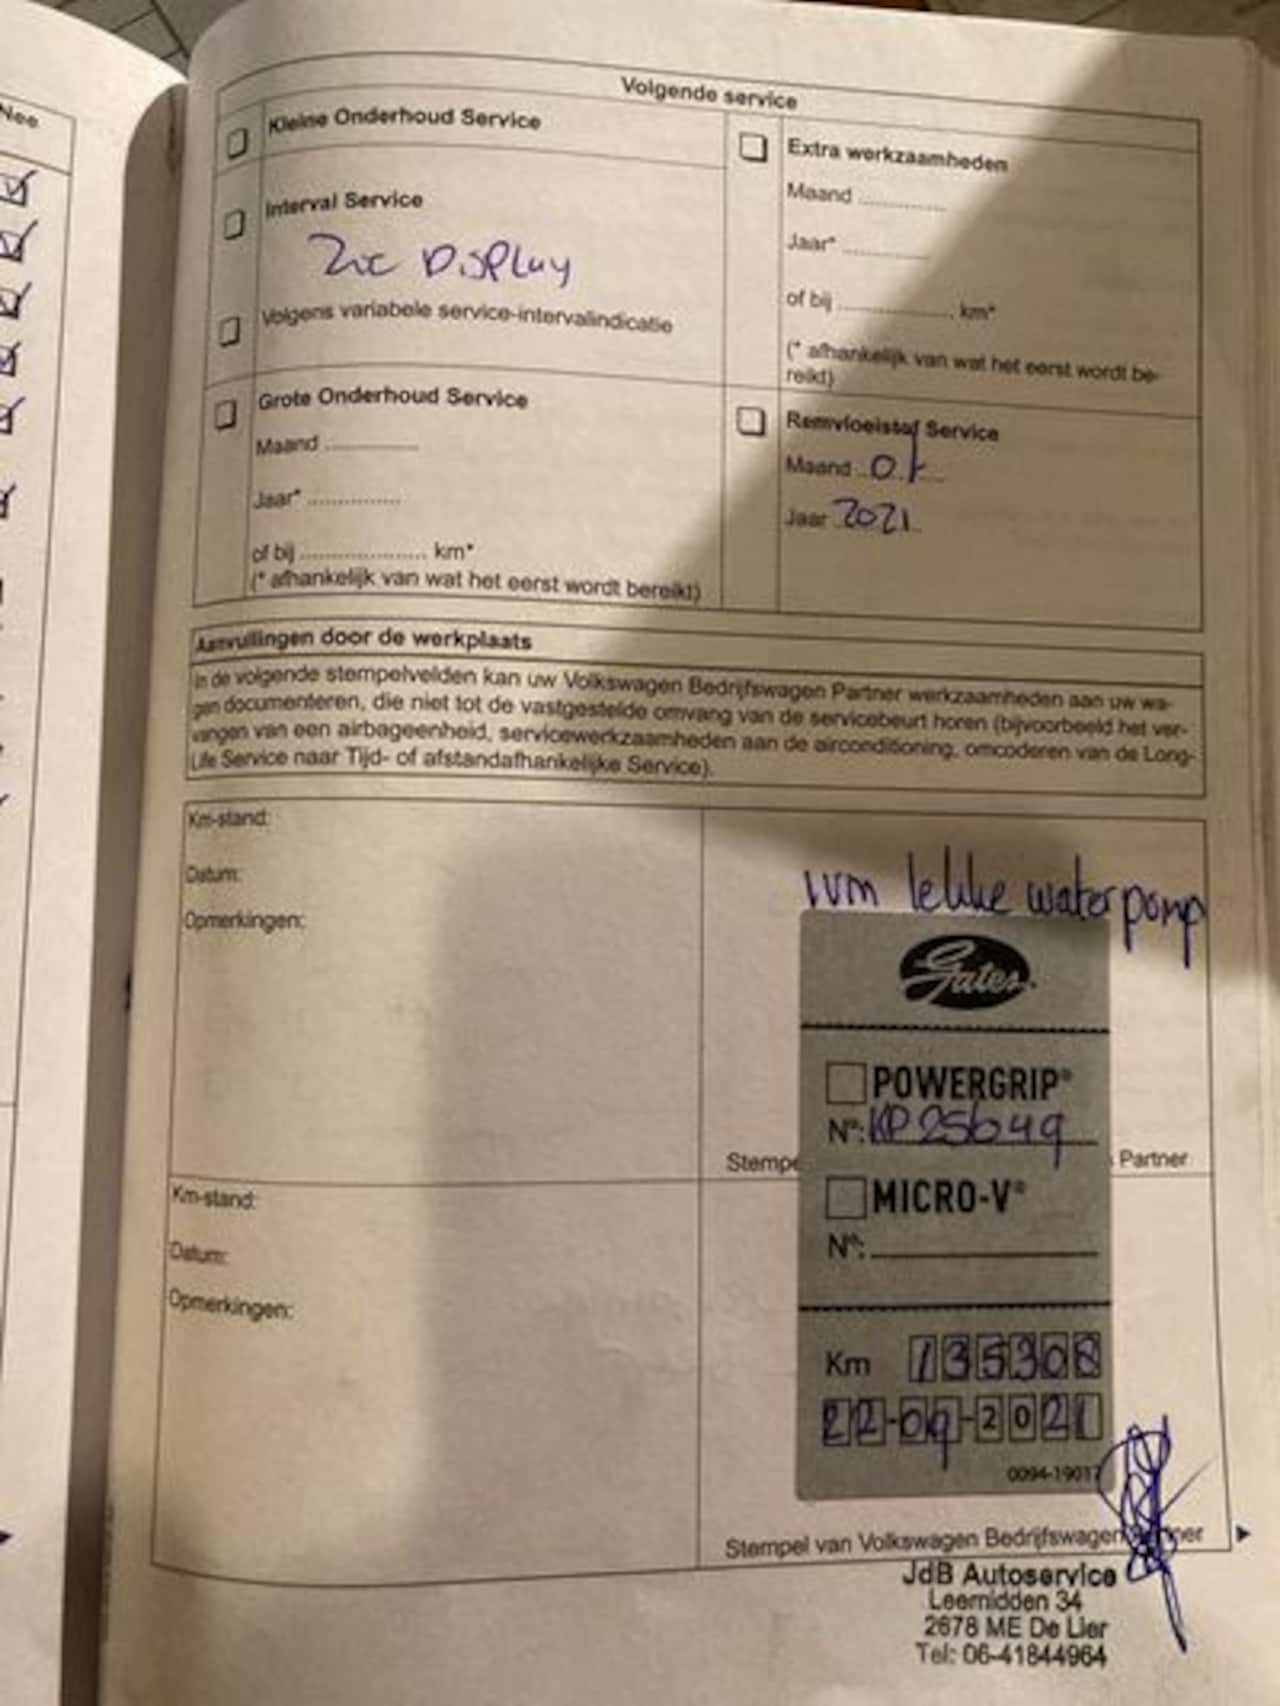 Nee
Volgende service
Kleine Onderhoud Service
Interval Service
Zie Display
Volgens variabele service-intervalindicatie
Grote Onderhoud Service
Maand ................
Jaar* ................
of bij ..................... km*
(* afhankelijk van wat het eerst wordt bereikt)
Extra werkzaamheden
Maand ................
Jaar* ................
of bij ..................... km*
(* afhankelijk van wat het eerst wordt be-
reikt)
Remvloeistof Service
Maand
Jaar 2021
Aanvullingen door de werkplaats
In de volgende stempelvelden kan uw Volkswagen Bedrijfswagen Partner werkzaamheden aan uw wa-
gen documenteren, die niet tot de vastgestelde omvang van de servicebeurt horen (bijvoorbeeld het ver-
vangen van een airbageenheid, servicewerkzaamheden aan de airconditioning, omcoderen van de Long-
Life Service naar Tijd- of afstandafhankelijke Service).
Km-stand:
Datum:
Opmerkingen:
ivm lekke waterpomp
Gates
POWERGRIP®
Nº: KP25649
Stempe Partner
MICRO-V®
Nº:
Km-stand:
Datum:
Opmerkingen:
Km 135308
22-09-2021
0094-19017
Stempel van Volkswagen Bedrijfswagen Partner
JdB Autoservice
Leemidden 34
2678 ME De Lier
Tel: 06-41844964